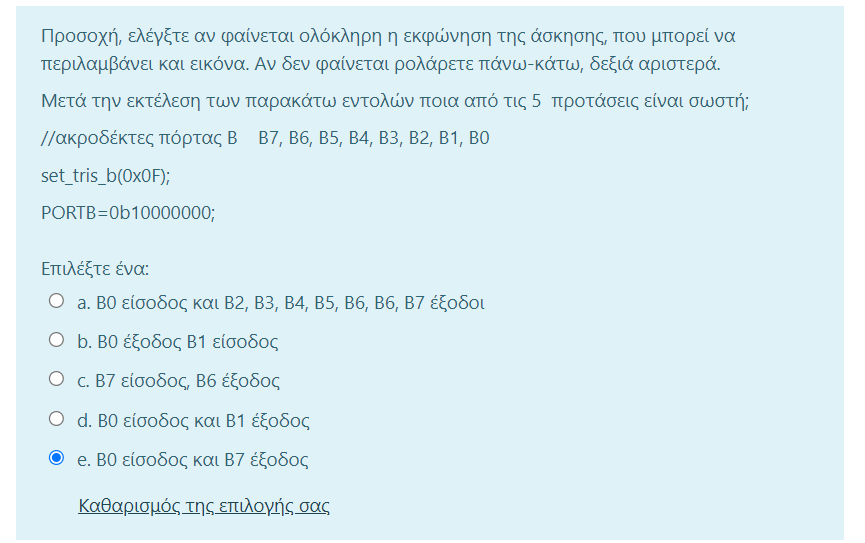 Προσοχή, ελέγξτε αν φαίνεται ολόκληρη η εκφώνηση της άσκησης, που μπορεί να
περιλαμβάνει και εικόνα. Αν δεν φαίνεται ρολάρετε πάνω-κάτω, δεξιά αριστερά.
Μετά την εκτέλεση των παρακάτω εντολών ποια από τις 5 προτάσεις είναι σωστή;
//ακροδέκτες πόρτας B B7, B6, B5, B4, B3, B2, B1, B0
set_tris_b(0x0F);
PORTB=0b10000000;
Επιλέξτε ένα:
a. B0 είσοδος και B2, B3, B4, B5, B6, B6, B7 έξοδοι
b. B0 έξοδος B1 είσοδος
c. B7 είσοδος, B6 έξοδος
d. B0 είσοδος και B1 έξοδος
e. B0 είσοδος και B7 έξοδος
Καθαρισμός της επιλογής σας